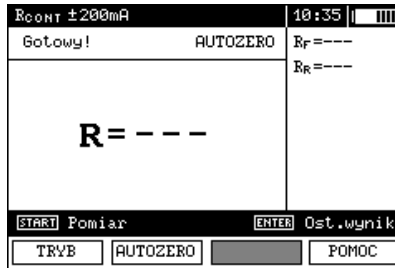 RCONT ±200mA 10:35
Gotowy! AUTOZERO RF=---
RR=---
R=---
START Pomiar ENTER Ost.wynik
TRYB AUTOZERO POMOC